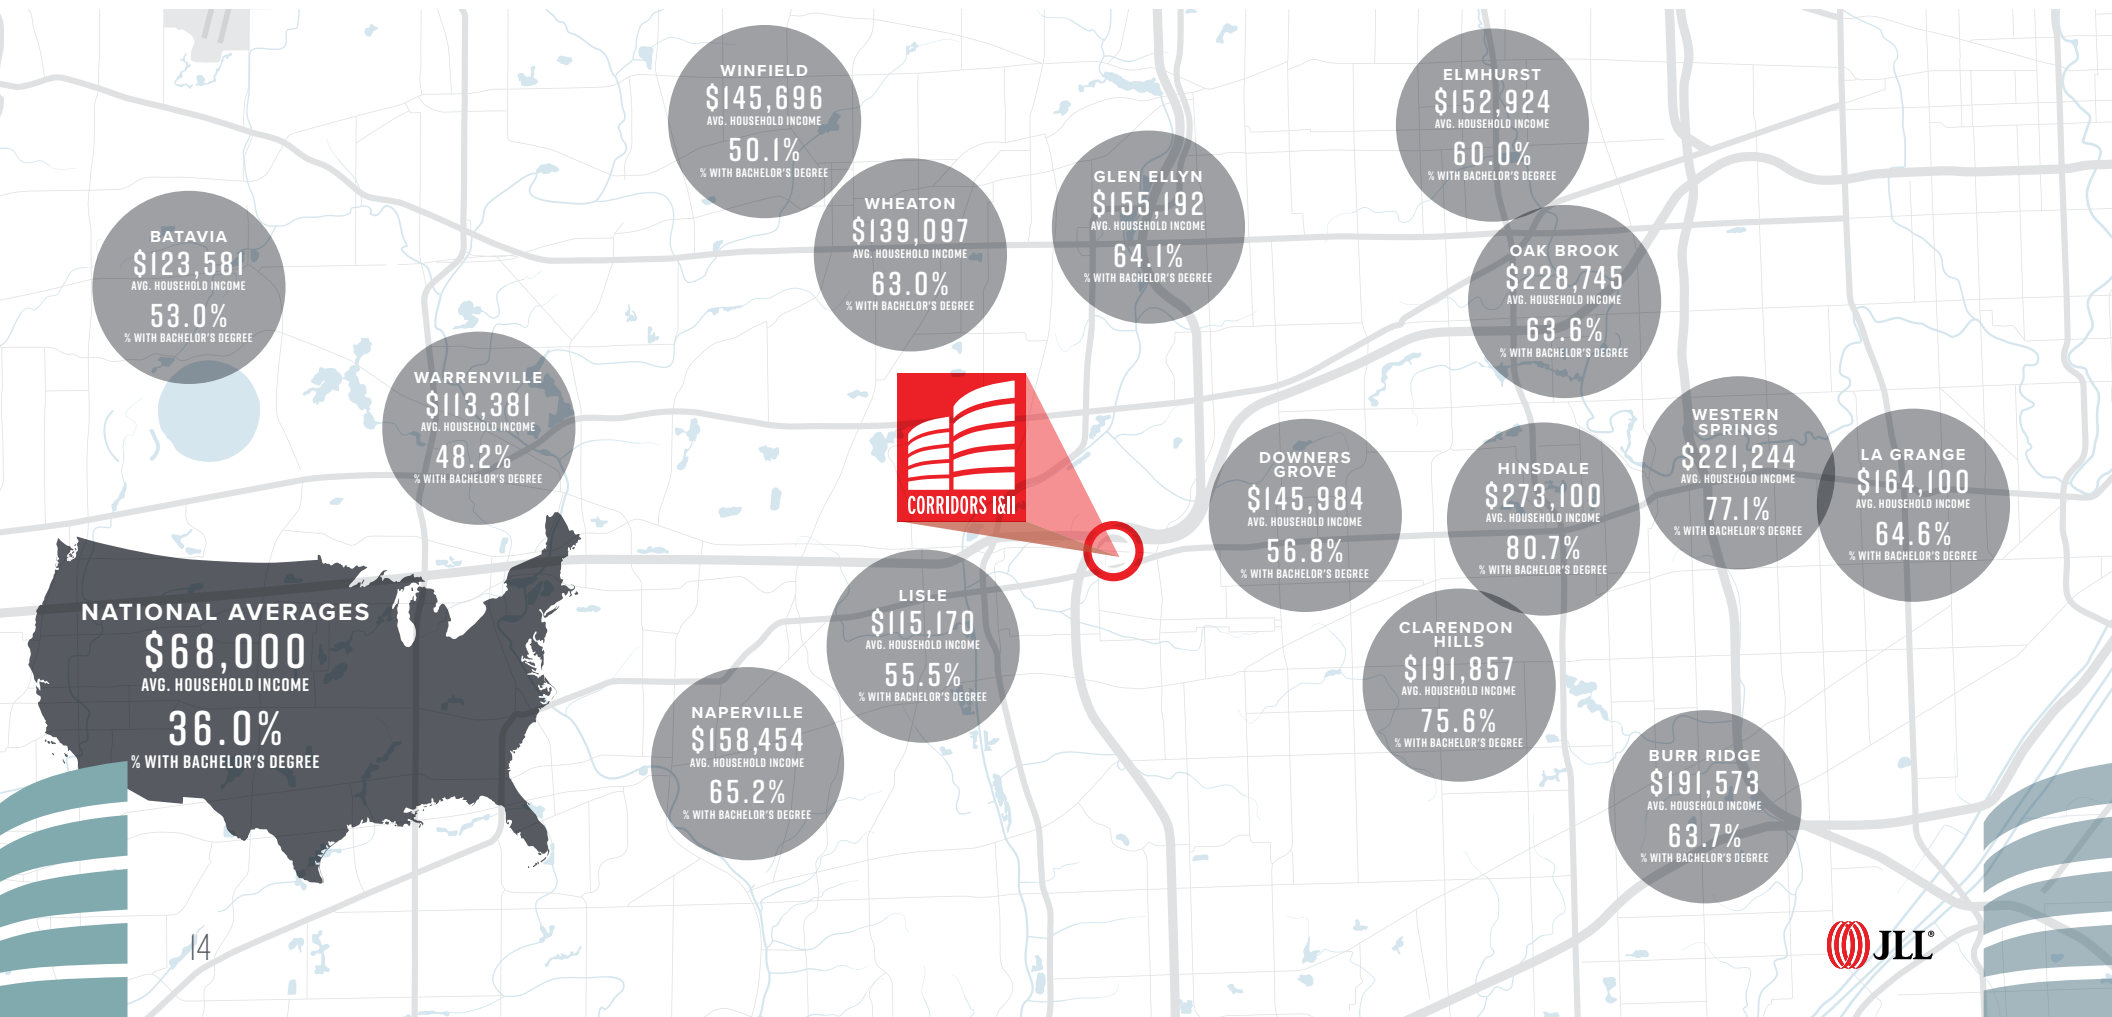 WINFIELD
$145,696
AVG. HOUSEHOLD INCOME
50.1%
% WITH BACHELOR'S DEGREE
ELMHURST
$152,924
AVG. HOUSEHOLD INCOME
60.0%
% WITH BACHELOR'S DEGREE
WHEATON
$139,097
AVG. HOUSEHOLD INCOME
63.0%
% WITH BACHELOR'S DEGREE
GLEN ELLYN
$155,192
AVG. HOUSEHOLD INCOME
64.1%
% WITH BACHELOR'S DEGREE
BATAVIA
$123,581
AVG. HOUSEHOLD INCOME
53.0%
% WITH BACHELOR'S DEGREE
OAK BROOK
$228,745
AVG. HOUSEHOLD INCOME
63.6%
% WITH BACHELOR'S DEGREE
WARRENVILLE
$113,381
AVG. HOUSEHOLD INCOME
48.2%
% WITH BACHELOR'S DEGREE
CORRIDORS I&II
DOWNERS
GROVE
$145,984
AVG. HOUSEHOLD INCOME
56.8%
% WITH BACHELOR'S DEGREE
HINSDALE
$273,100
AVG. HOUSEHOLD INCOME
80.7%
% WITH BACHELOR'S DEGREE
WESTERN
SPRINGS
$221,244
AVG. HOUSEHOLD INCOME
77.1%
% WITH BACHELOR'S DEGREE
LA GRANGE
$164,100
AVG. HOUSEHOLD INCOME
64.6%
% WITH BACHELOR'S DEGREE
NATIONAL AVERAGES
$68,000
AVG. HOUSEHOLD INCOME
36.0%
% WITH BACHELOR'S DEGREE
LISLE
$115,170
AVG. HOUSEHOLD INCOME
55.5%
% WITH BACHELOR'S DEGREE
CLARENDON
HILLS
$191,857
AVG. HOUSEHOLD INCOME
75.6%
% WITH BACHELOR'S DEGREE
NAPERVILLE
$158,454
AVG. HOUSEHOLD INCOME
65.2%
% WITH BACHELOR'S DEGREE
BURR RIDGE
$191,573
AVG. HOUSEHOLD INCOME
63.7%
% WITH BACHELOR'S DEGREE
14
JLL®